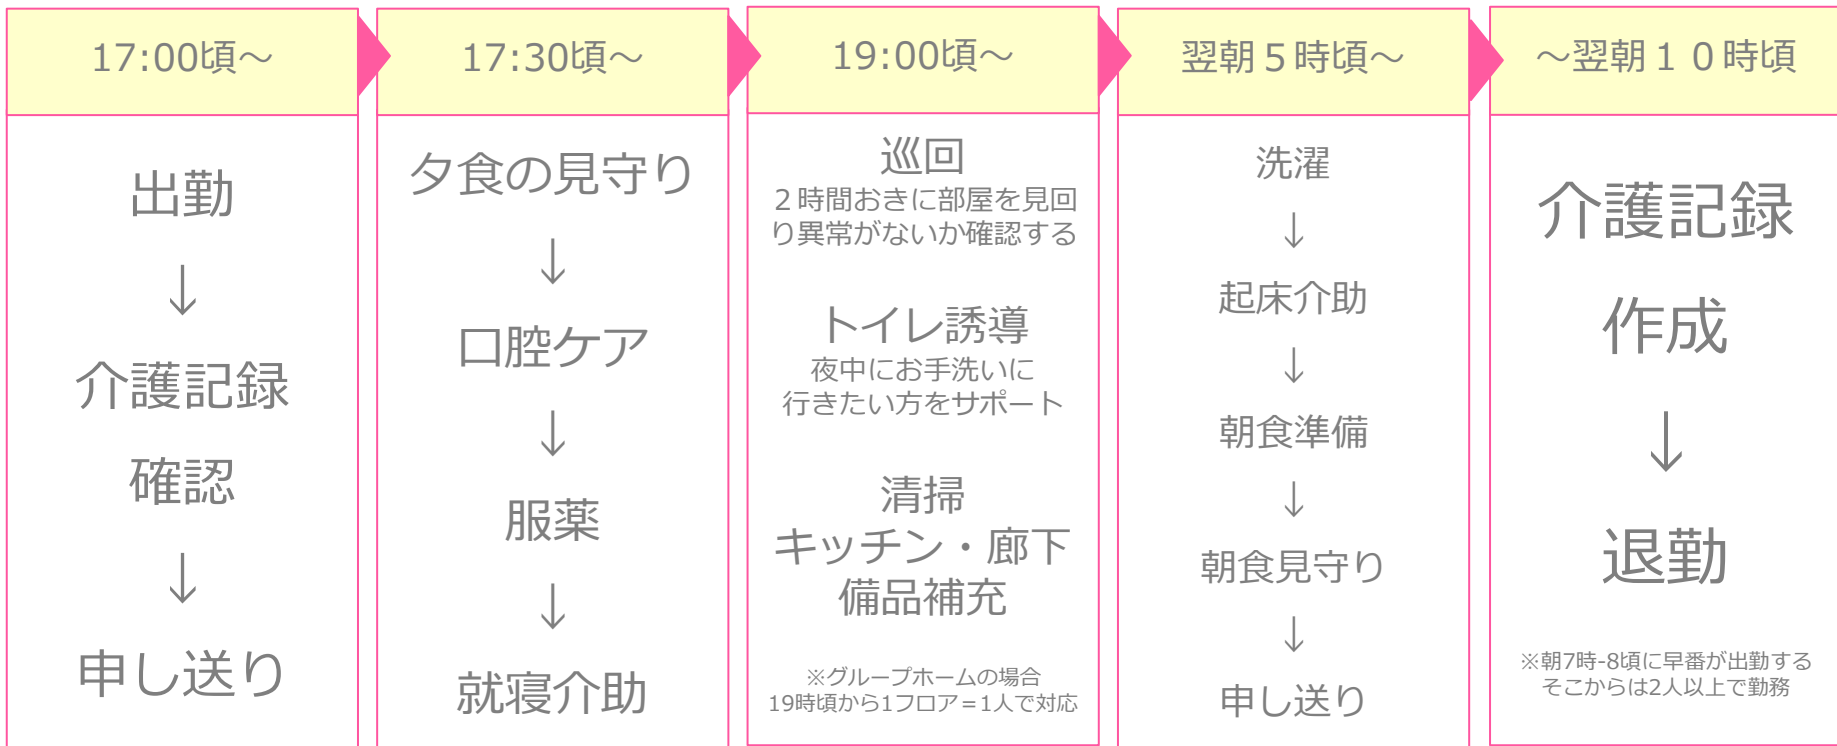 17:00頃～
出勤
↓
介護記録
確認
↓
申し送り
17:30頃～
夕食の見守り
↓
口腔ケア
↓
服薬
↓
就寝介助
19:00頃～
巡回
２時間おきに部屋を見回
り異常がないか確認する
トイレ誘導
夜中にお手洗いに
行きたい方をサポート
清掃
キッチン・廊下
備品補充
※グループホームの場合
19時頃から1フロア＝1人で対応
翌朝５時頃～
洗濯
↓
起床介助
↓
朝食準備
↓
朝食見守り
↓
申し送り
～翌朝１０時頃
介護記録
作成
↓
退勤
※朝7時-8頃に早番が出勤する
そこからは2人以上で勤務